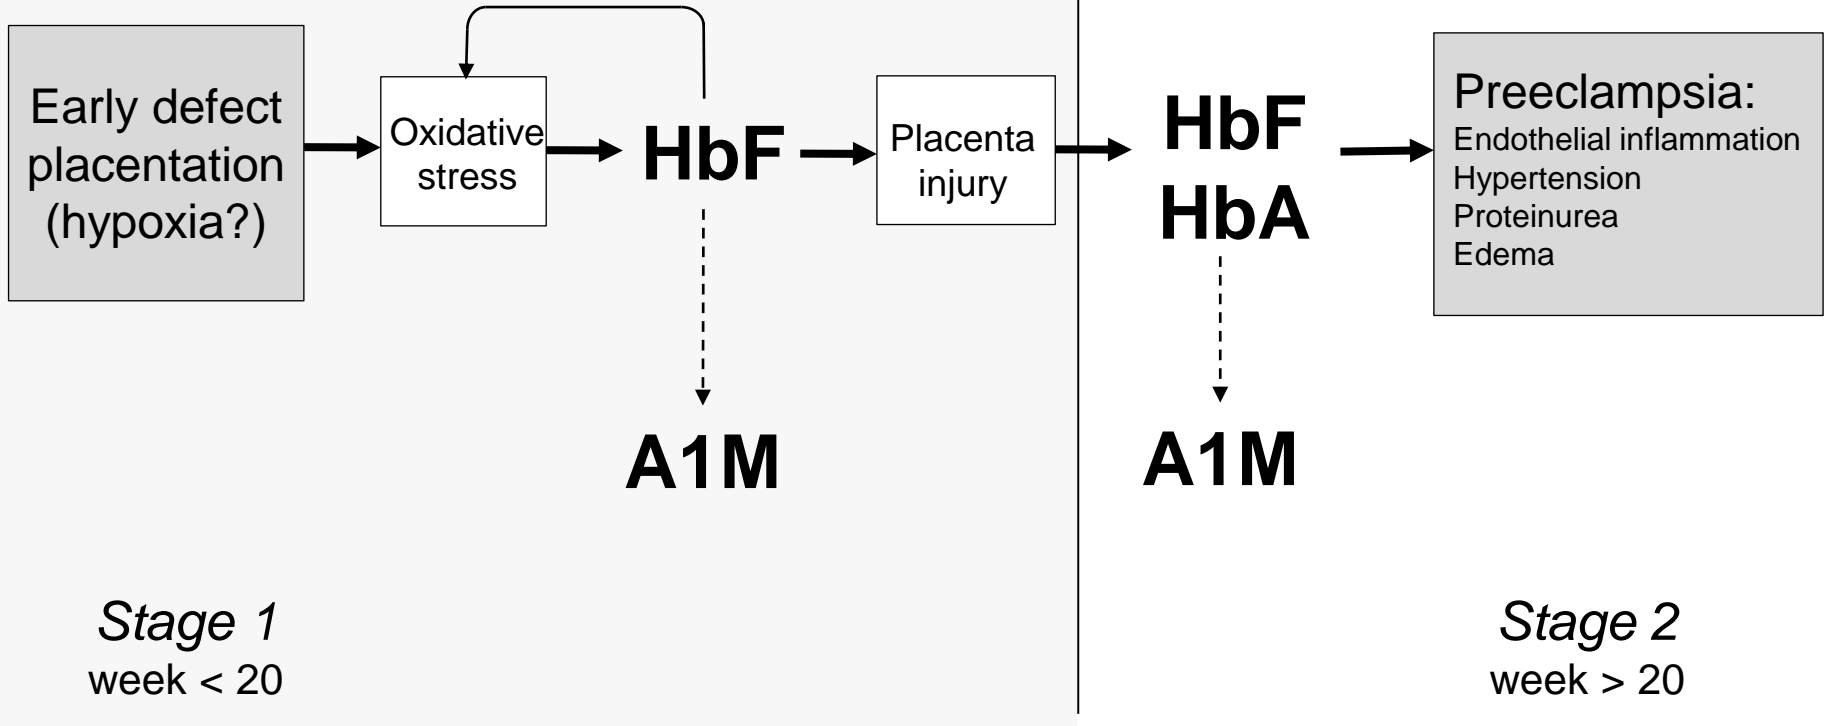 Early defect
placentation
(hypoxia?)
Oxidative
stress
HbF
Placenta
injury
HbF
HbA
Preeclampsia:
Endothelial inflammation
Hypertension
Proteinurea
Edema
A1M
A1M
Stage 1
week < 20
Stage 2
week > 20